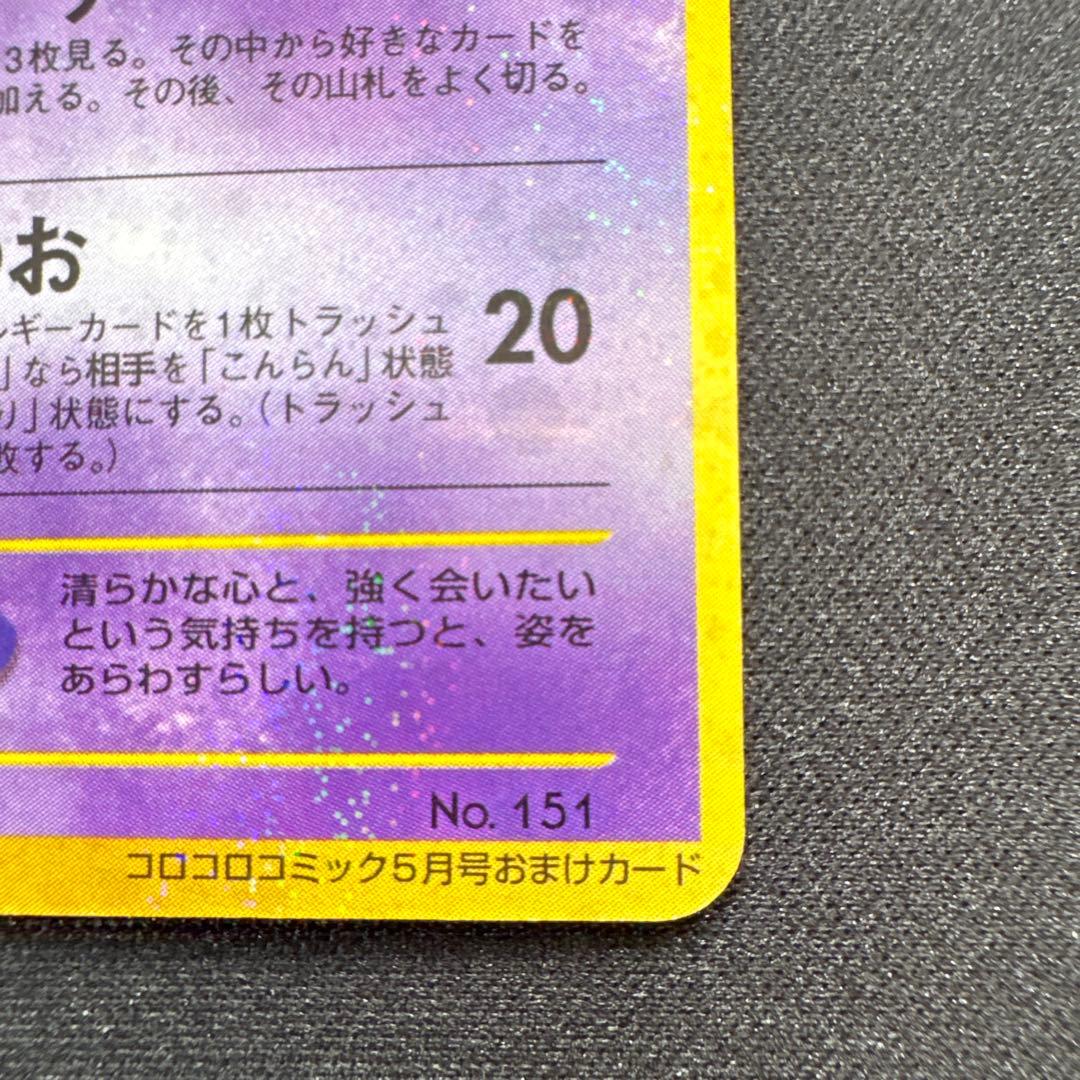 3枚見る。その中から好きなカードを
加える。その後、その山札をよく切る。
お
ルギーカードを1枚トラッシュ
」なら相手を「こんらん」状態
り」状態にする。（トラッシュ
敗する。）
20
清らかな心と、強く会いたい
という気持ちを持つと、姿を
あらわすらしい。
No. 151
コロコロコミック5月号おまけカード